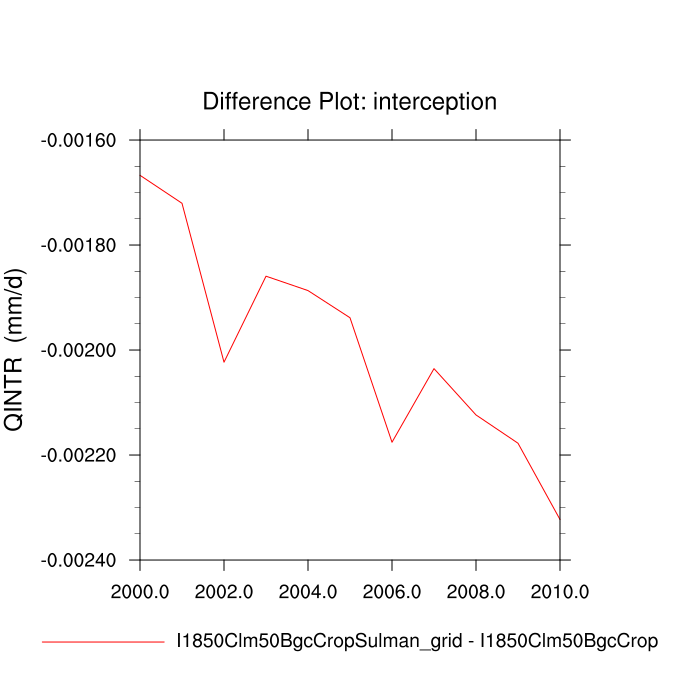 Difference Plot: interception
-0.00160
-0.00180
-0.00200
-0.00220
-0.00240
QINTR (mm/d)
2000.0 2002.0 2004.0 2006.0 2008.0 2010.0
I1850Clm50BgcCropSulman_grid - I1850Clm50BgcCrop